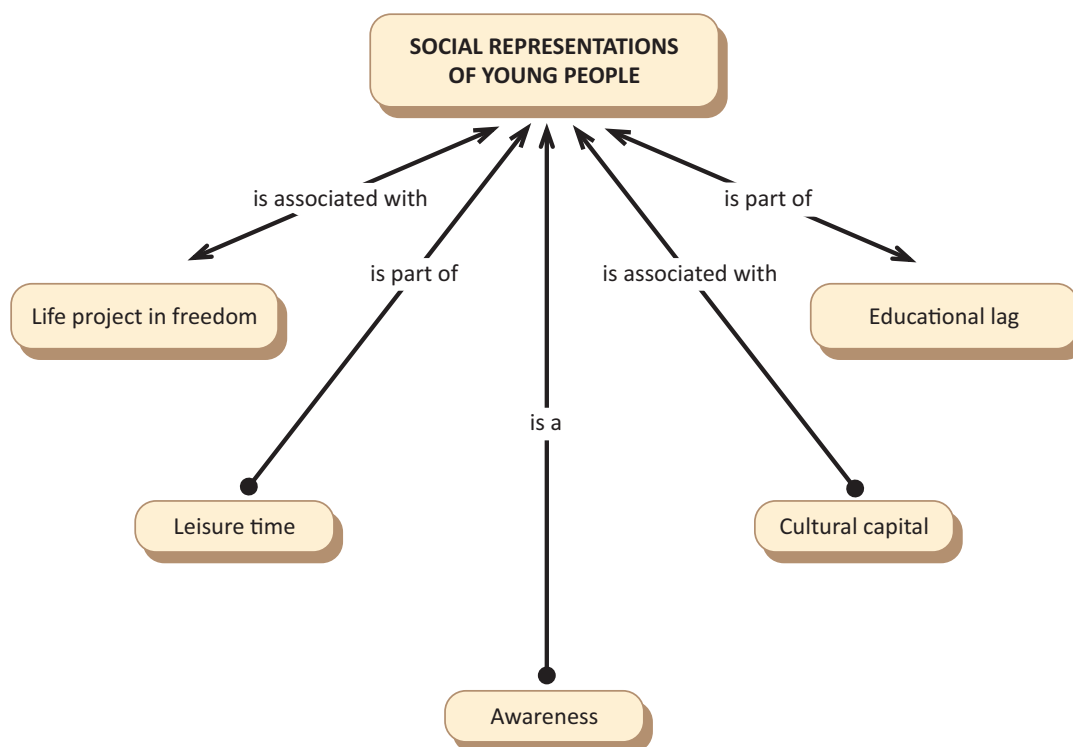 SOCIAL REPRESENTATIONS
OF YOUNG PEOPLE
is associated with
is part of
is part of
is associated with
Life project in freedom
Educational lag
is a
Leisure time
Cultural capital
Awareness